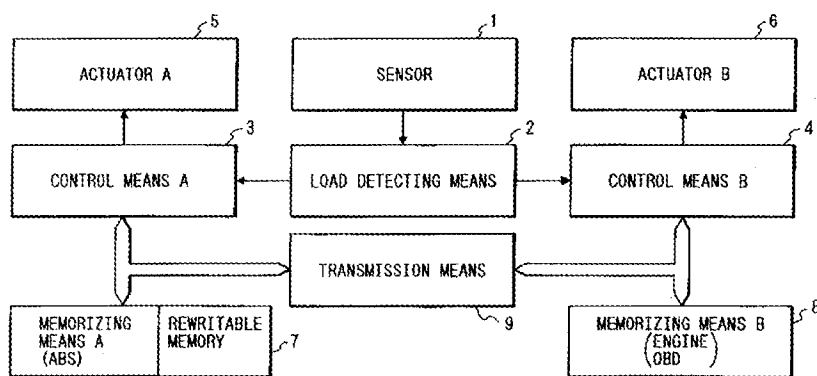 5
1
6
ACTUATOR A
SENSOR
ACTUATOR B
3
2
4
CONTROL MEANS A
LOAD DETECTING MEANS
CONTROL MEANS B
TRANSMISSION MEANS
9
MEMORIZING
MEANS A
(ABS)
REWRITABLE
MEMORY
7
MEMORIZING MEANS B
(ENGINE
OBD)
8